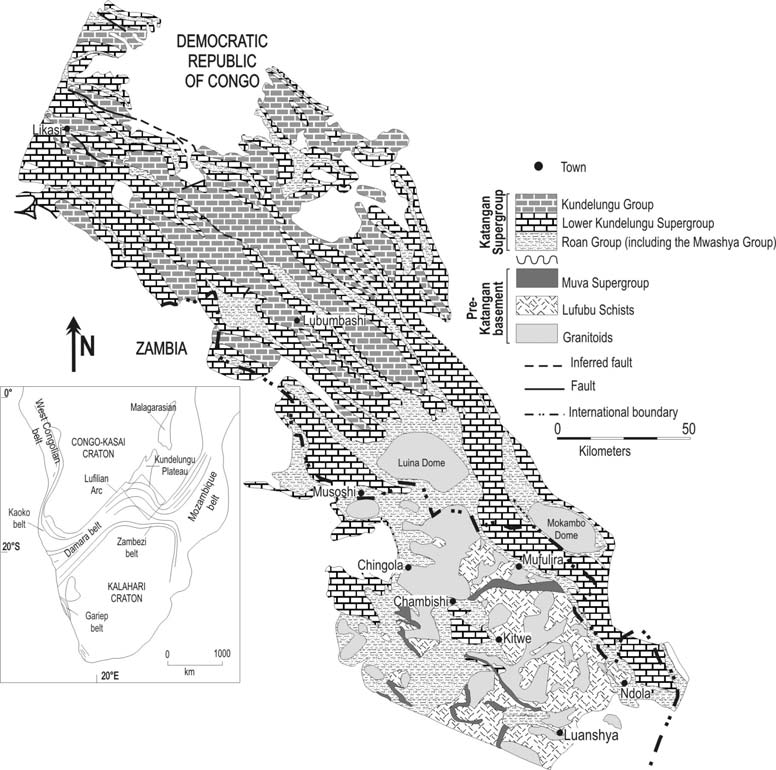 DEMOCRATIC
REPUBLIC
OF CONGO
Likasi
Town
Katangan
Supergroup
Kundelungu Group
Lower Kundelungu Supergroup
Roan Group (including the Mwashya Group)
Pre-
Katangan
basement
Muva Supergroup
Lufubu Schists
Granitoids
Inferred fault
Fault
International boundary
0 50
Kilometers
N
ZAMBIA
Lubumbashi
Luina Dome
Musoshi
Mokambo
Dome
Chingola
Mufulira
Chambishi
Kitwe
Ndola
Luanshya
0°
West Congolian
belt
Malagarasian
CONGO-KASAI
CRATON
Kundelungu
Plateau
Lufilian
Arc
Mozambique
belt
Kaoko
belt
Damara belt
20°S
Zambezi
belt
KALAHARI
CRATON
Gariep
belt
0 1000
km
20°E